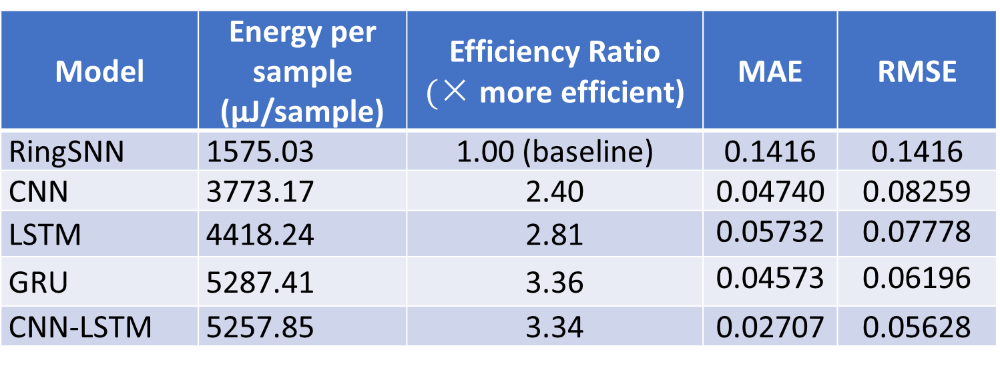 Model
Energy per
sample
(µJ/sample)
Efficiency Ratio
(× more efficient)
MAE
RMSE
RingSNN 1575.03 1.00 (baseline) 0.1416 0.1416
CNN 3773.17 2.40 0.04740 0.08259
LSTM 4418.24 2.81 0.05732 0.07778
GRU 5287.41 3.36 0.04573 0.06196
CNN-LSTM 5257.85 3.34 0.02707 0.05628